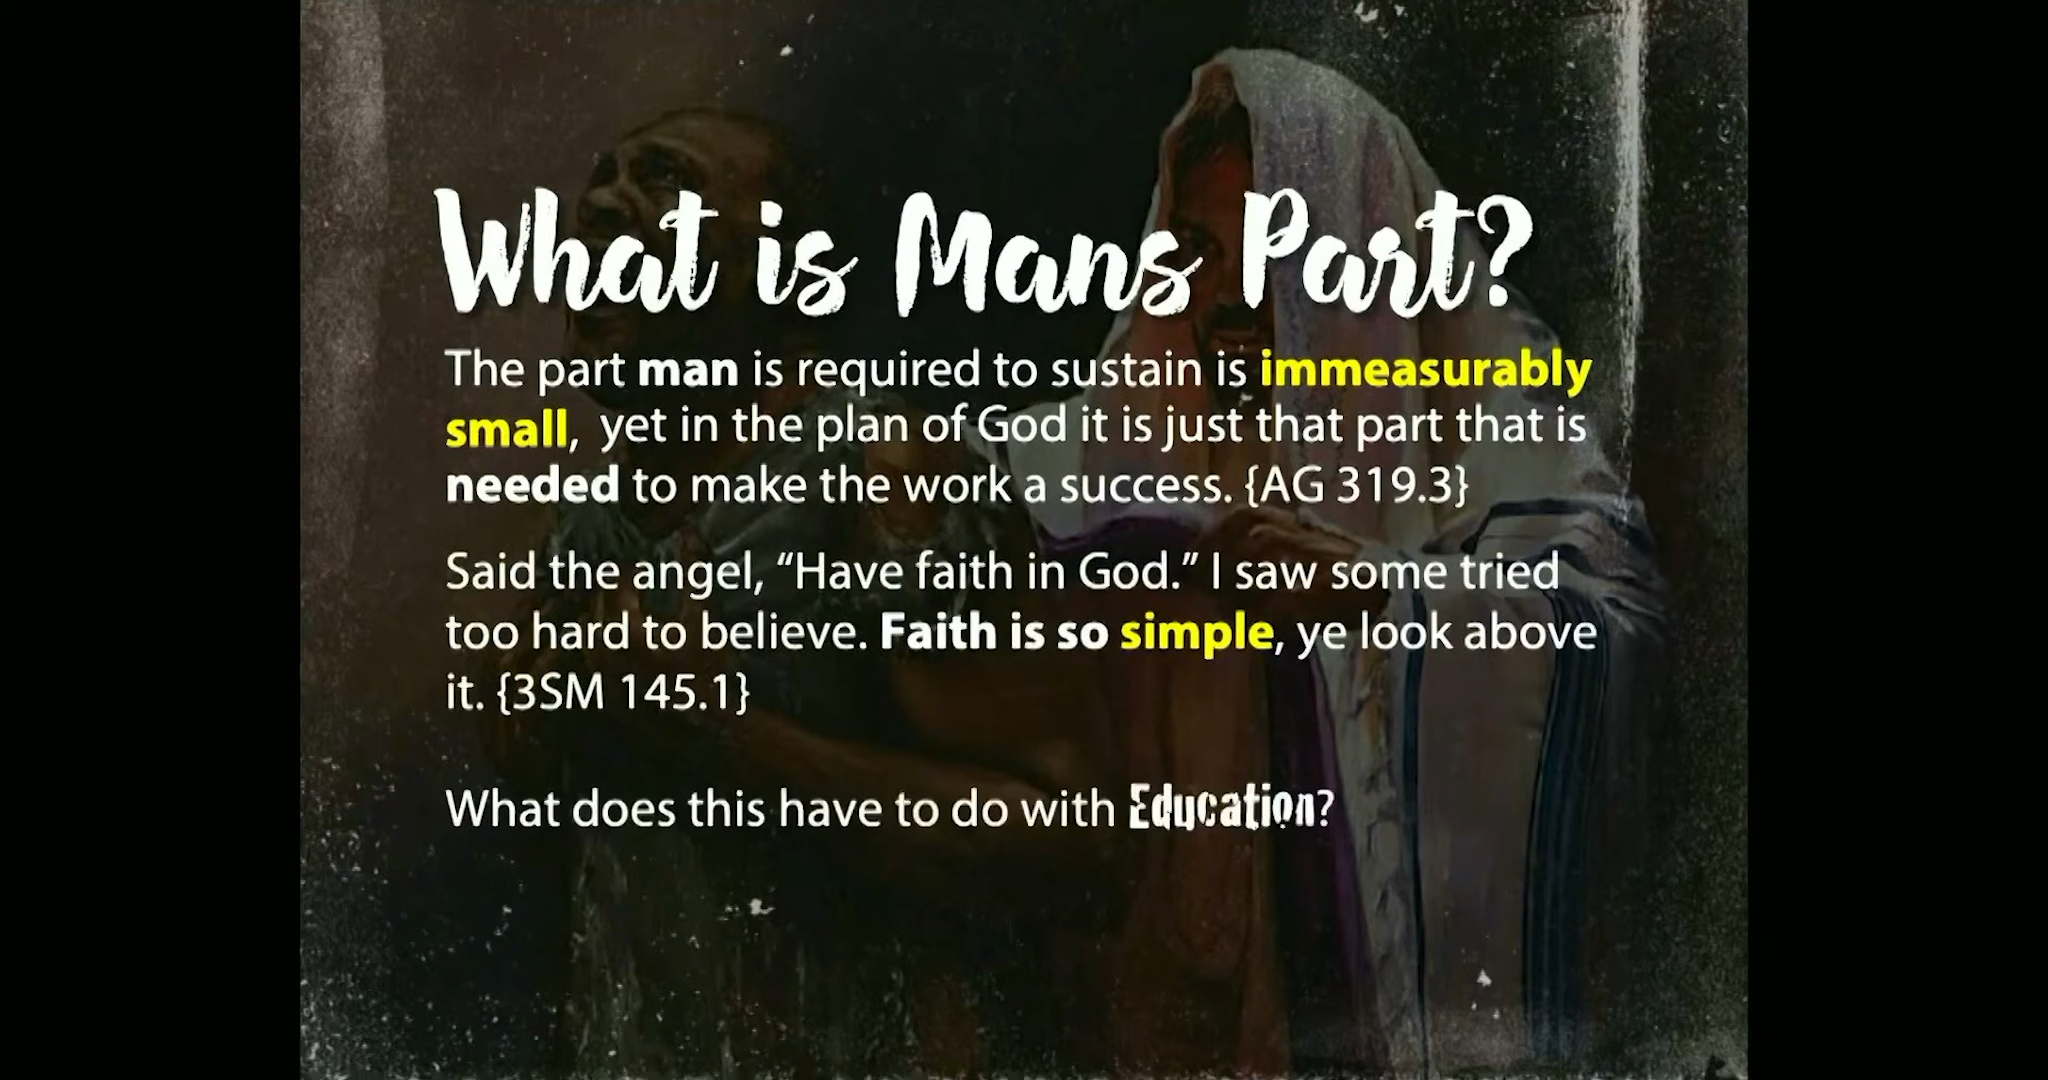 What is Mans Part?
The part man is required to sustain is immeasurably
small, yet in the plan of God it is just that part that is
needed to make the work a success. {AG 319.3}
Said the angel, “Have faith in God.” I saw some tried
too hard to believe. Faith is so simple, ye look above
it. {3SM 145.1}
What does this have to do with Education?